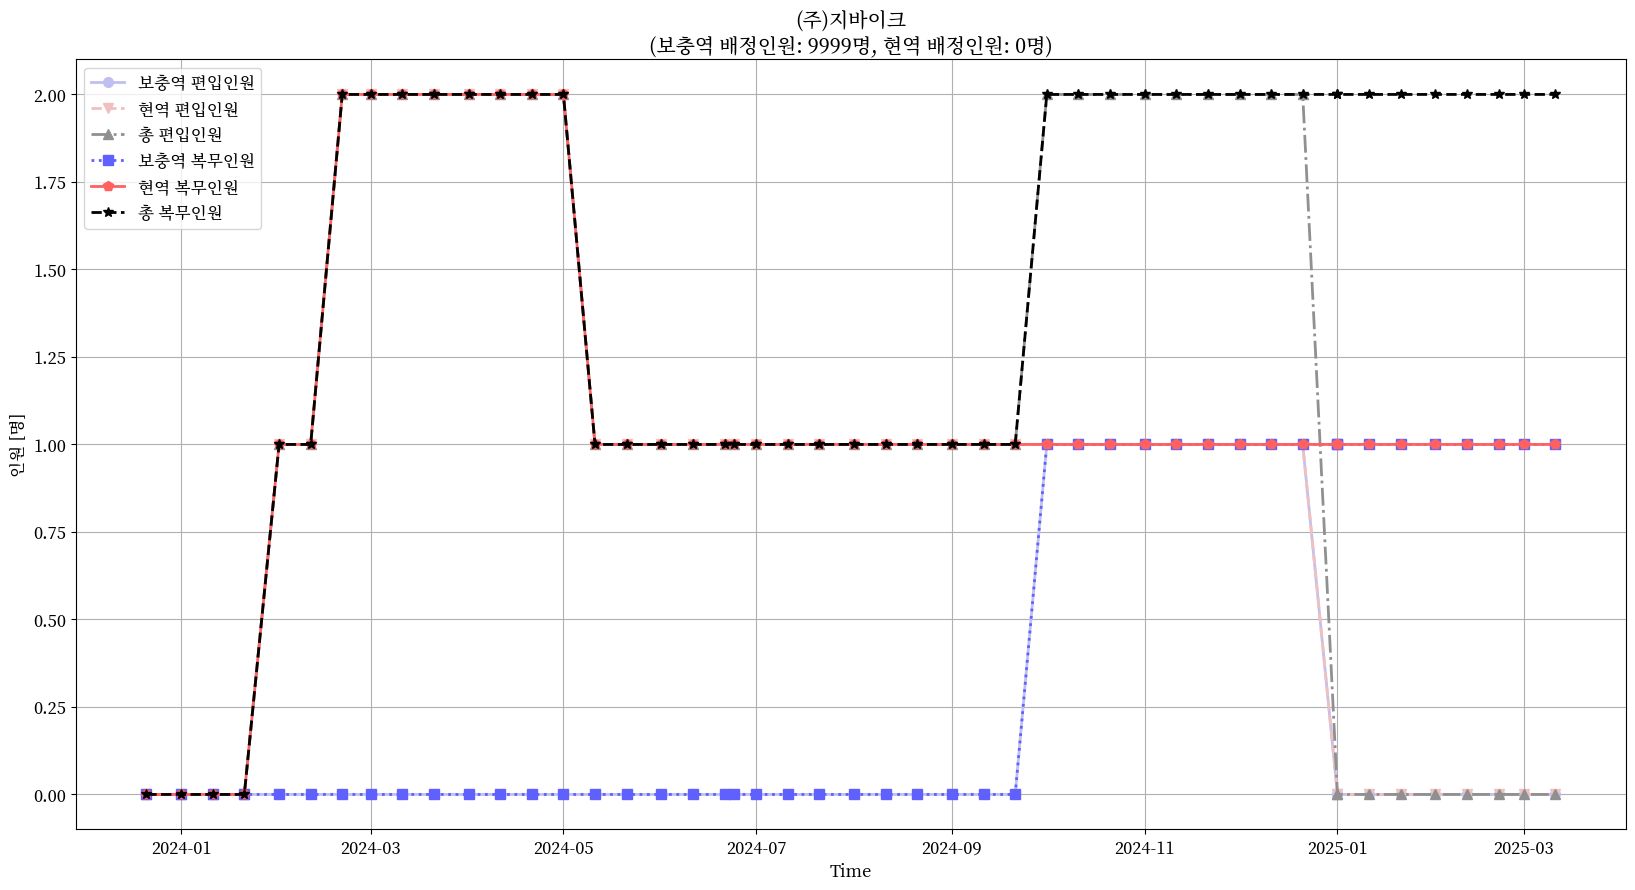 (주)지바이크
(보충역 배정인원: 9999명, 현역 배정인원: 0명)
보충역 편입인원
현역 편입인원
총 편입인원
보충역 복무인원
현역 복무인원
총 복무인원
인원 [명]
2.00
1.75
1.50
1.25
1.00
0.75
0.50
0.25
0.00
2024-01
2024-03
2024-05
2024-07
2024-09
2024-11
2025-01
2025-03
Time